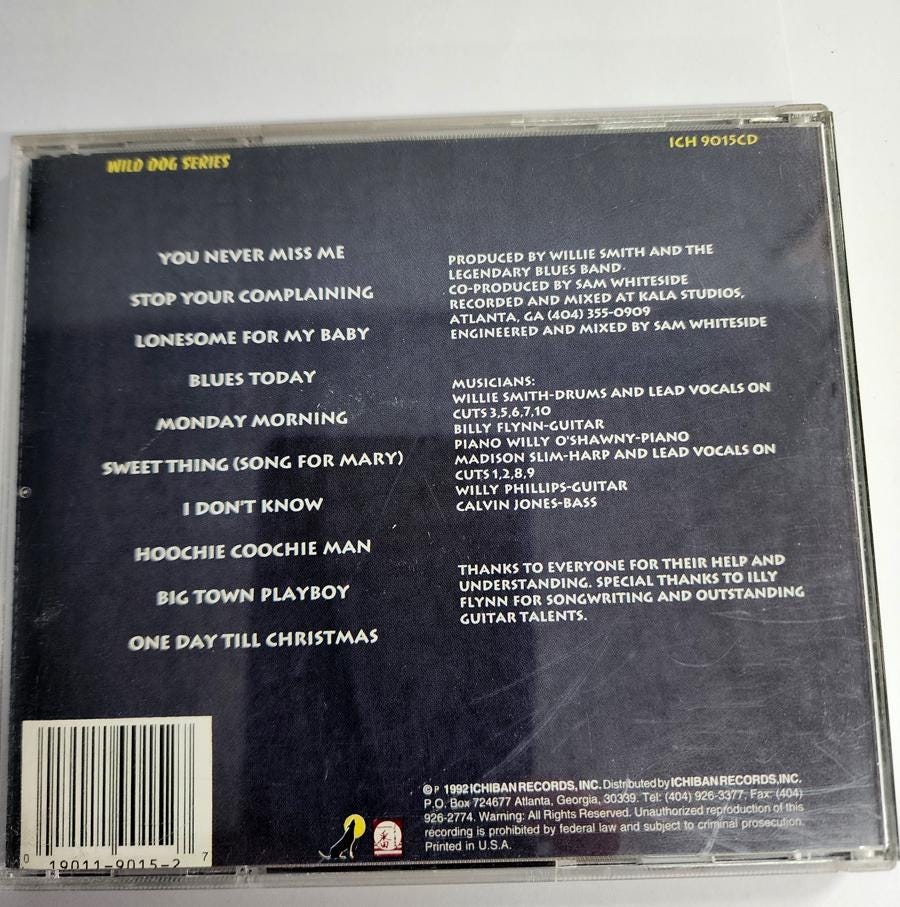 WILD DOG SERIES
ICH 9015CD
YOU NEVER MISS ME
STOP YOUR COMPLAINING
LONESOME FOR MY BABY
BLUES TODAY
MONDAY MORNING
SWEET THING (SONG FOR MARY)
I DON'T KNOW
HOOCHIE COOCHIE MAN
BIG TOWN PLAYBOY
ONE DAY TILL CHRISTMAS
PRODUCED BY WILLIE SMITH AND THE
LEGENDARY BLUES BAND.
CO-PRODUCED BY SAM WHITESIDE
RECORDED AND MIXED AT KALA STUDIOS,
ATLANTA, GA (404) 355-0909
ENGINEERED AND MIXED BY SAM WHITESIDE
MUSICIANS:
WILLIE SMITH-DRUMS AND LEAD VOCALS ON
CUTS 3,5,6,7,10
BILLY FLYNN-GUITAR
PIANO WILLY O'SHAWNY-PIANO
MADISON SLIM-HARP AND LEAD VOCALS ON
CUTS 1,2,8,9
WILLY PHILLIPS-GUITAR
CALVIN JONES-BASS
THANKS TO EVERYONE FOR THEIR HELP AND
UNDERSTANDING. SPECIAL THANKS TO ILLY
FLYNN FOR SONGWRITING AND OUTSTANDING
GUITAR TALENTS.
© P 1992 ICHIBAN RECORDS, INC. Distributed by ICHIBAN RECORDS, INC.
P.O. Box 724677 Atlanta, Georgia, 30339. Tel: (404) 926-3377, Fax: (404)
926-2774. Warning: All Rights Reserved. Unauthorized reproduction of this
recording is prohibited by federal law and subject to criminal prosecution.
Printed in U.S.A.
0 19011-9015-2 7